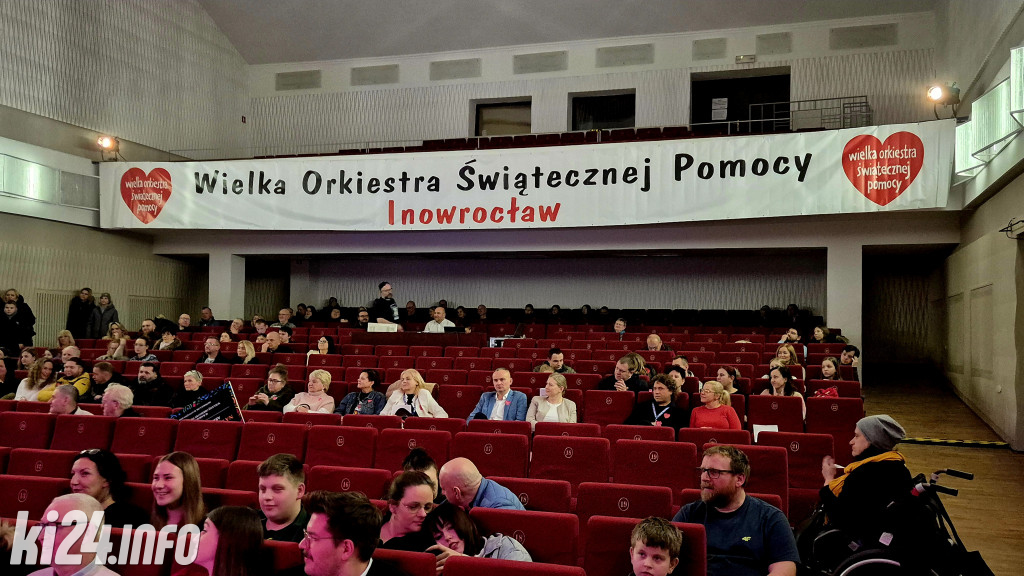 wielka orkiestra
Świątecznej
pomocy
Wielka Orkiestra Świątecznej Pomocy
Inowrocław
wielka orkiestra
Świątecznej
pomocy
ki24.info